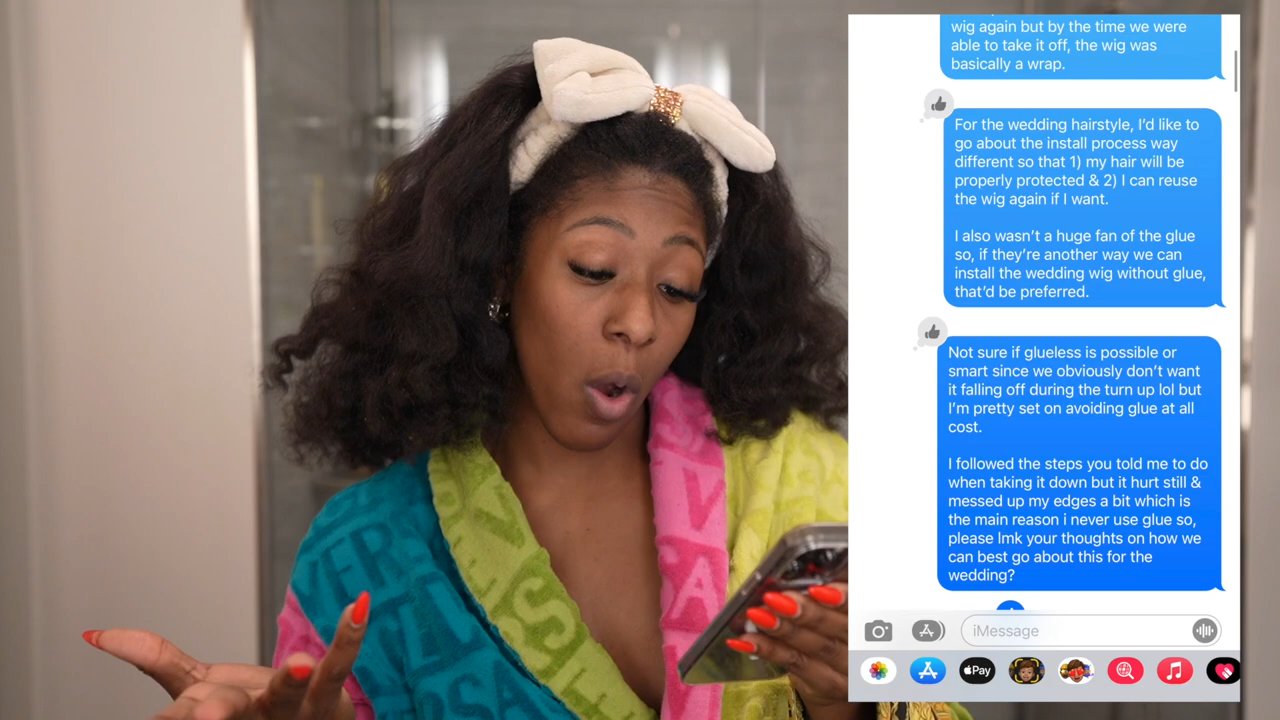 wig again but by the time we were
able to take it off, the wig was
basically a wrap.
For the wedding hairstyle, I’d like to
go about the install process way
different so that 1) my hair will be
properly protected & 2) I can reuse
the wig again if I want.
I also wasn’t a huge fan of the glue
so, if they’re another way we can
install the wedding wig without glue,
that’d be preferred.
Not sure if glueless is possible or
smart since we obviously don’t want
it falling off during the turn up lol but
I’m pretty set on avoiding glue at all
cost.
I followed the steps you told me to do
when taking it down but it hurt still &
messed up my edges a bit which is
the main reason i never use glue so,
please lmk your thoughts on how we
can best go about this for the
wedding?
iMessage
Pay